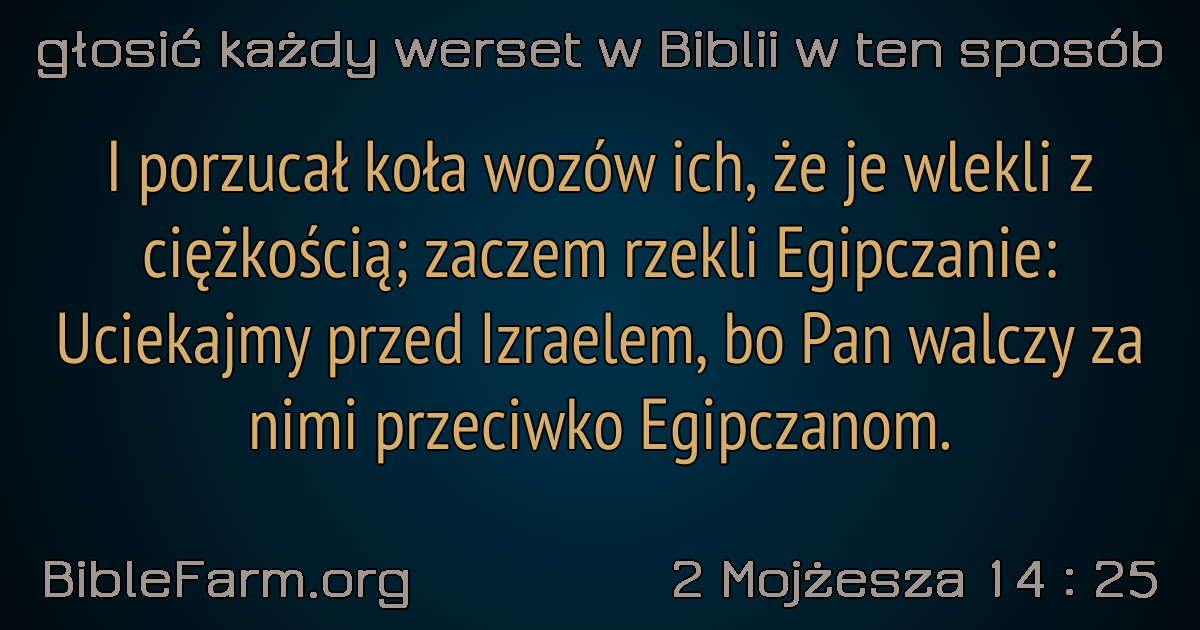 głosić każdy werset w Biblii w ten sposób
I porzucał koła wozów ich, że je wlekli z
ciężkością; zaczem rzekli Egipczanie:
Uciekajmy przed Izraelem, bo Pan walczy za
nimi przeciwko Egipczanom.
BibleFarm.org
2 Mojżesza 14 : 25